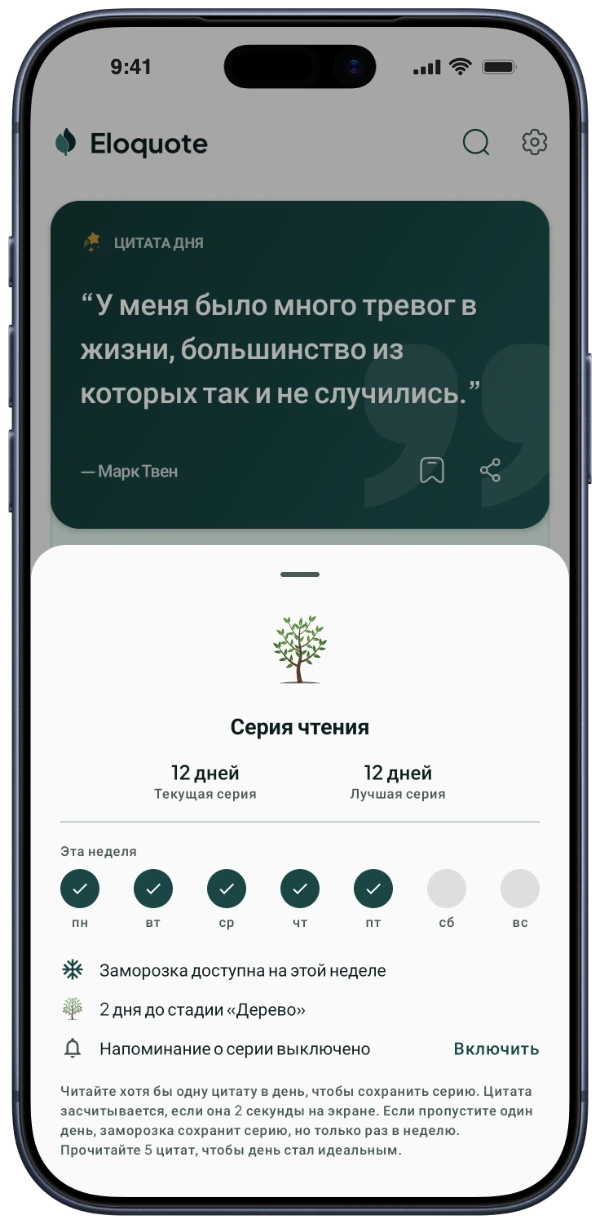 9:41
Eloquote
ЦИТАТА ДНЯ
“У меня было много тревог в
жизни, большинство из
которых так и не случились.”
— Марк Твен
Серия чтения
12 дней
Текущая серия
12 дней
Лучшая серия
Эта неделя
пн вт ср чт пт сб вс
Заморозка доступна на этой неделе
2 дня до стадии «Дерево»
Напоминание о серии выключено Включить
Читайте хотя бы одну цитату в день, чтобы сохранить серию. Цитата
засчитывается, если она 2 секунды на экране. Если пропустите один
день, заморозка сохранит серию, но только раз в неделю.
Прочитайте 5 цитат, чтобы день стал идеальным.